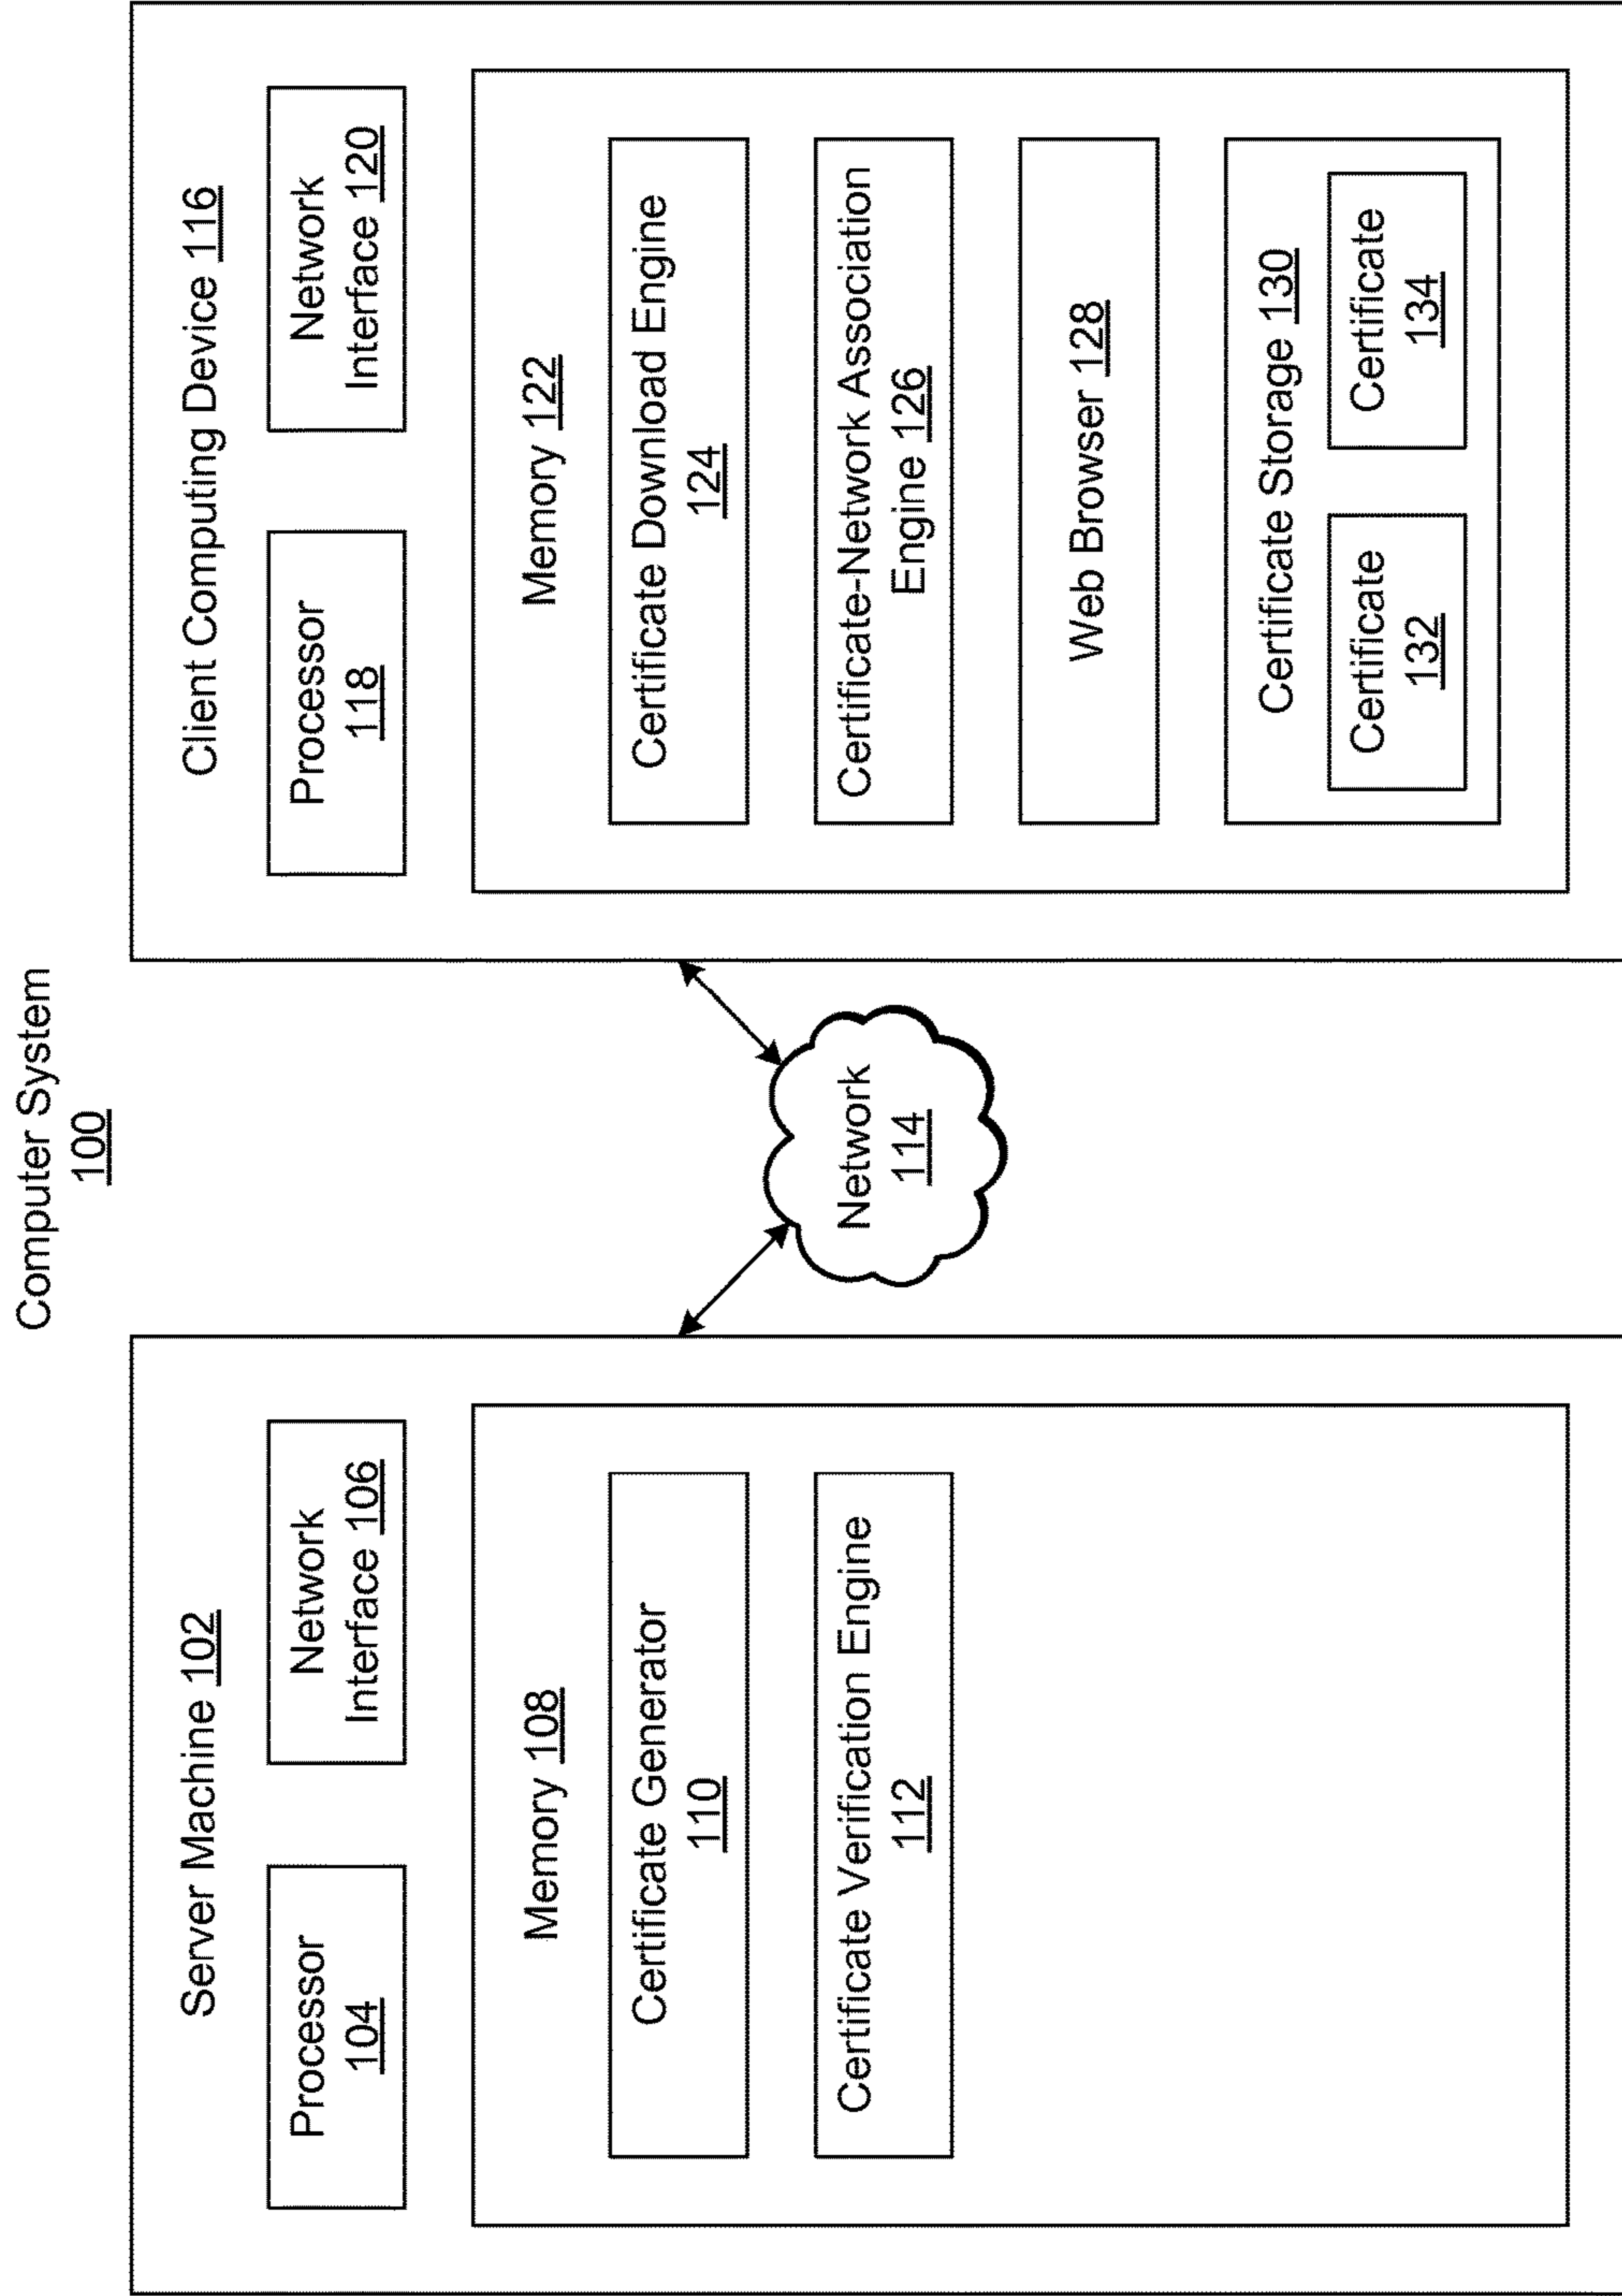 Computer System
100
Server Machine 102
Processor
104
Network
Interface 106
Memory 108
Certificate Generator
110
Certificate Verification Engine
112
Network
114
Client Computing Device 116
Processor
118
Network
Interface 120
Memory 122
Certificate Download Engine
124
Certificate-Network Association
Engine 126
Web Browser 128
Certificate Storage 130
Certificate
132
Certificate
134